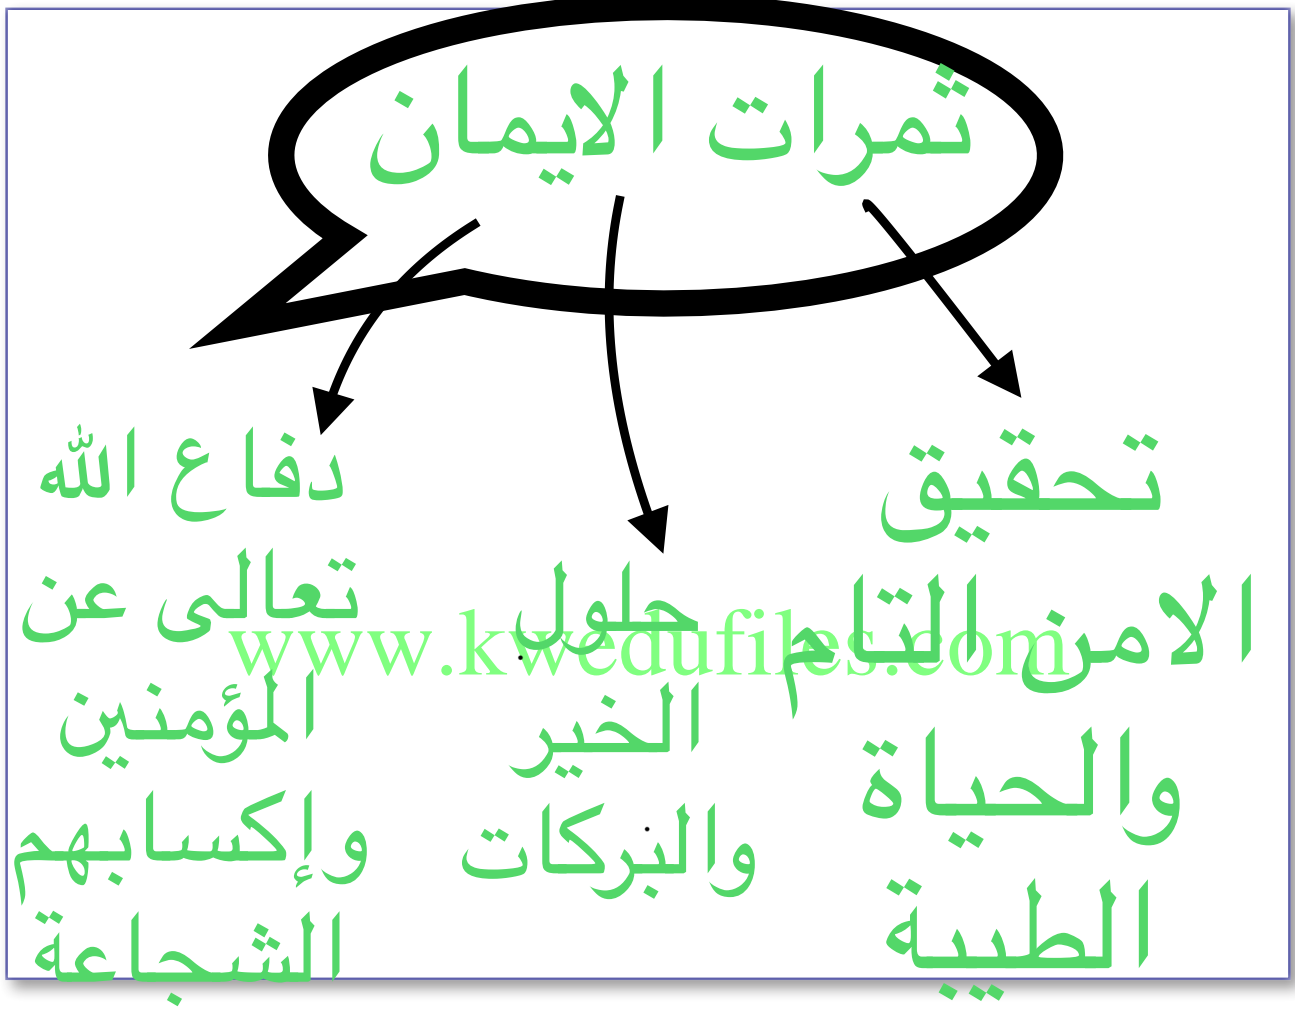 ثمرات الايمان
تحقيق
الامن التام
والحياة
الطيبة
حلول
الخير
والبركات
دفاع الله
تعالى عن
المؤمنين
وإكسابهم
الشجاعة
www.kwedufiles.com